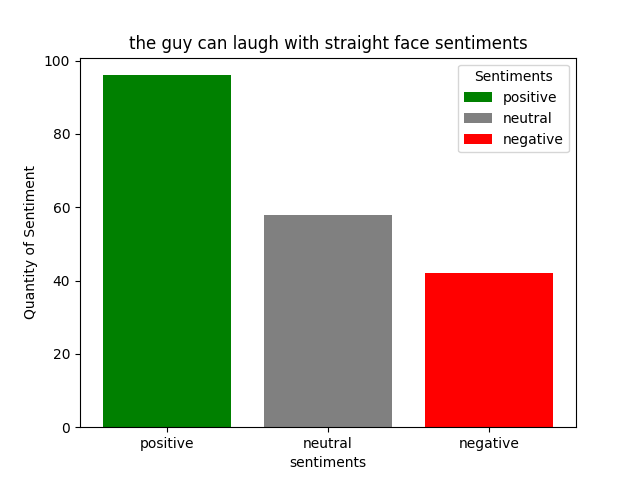 the guy can laugh with straight face sentiments
100
80
60
40
20
0
Quantity of Sentiment
Sentiments
positive
neutral
negative
positive neutral negative
sentiments